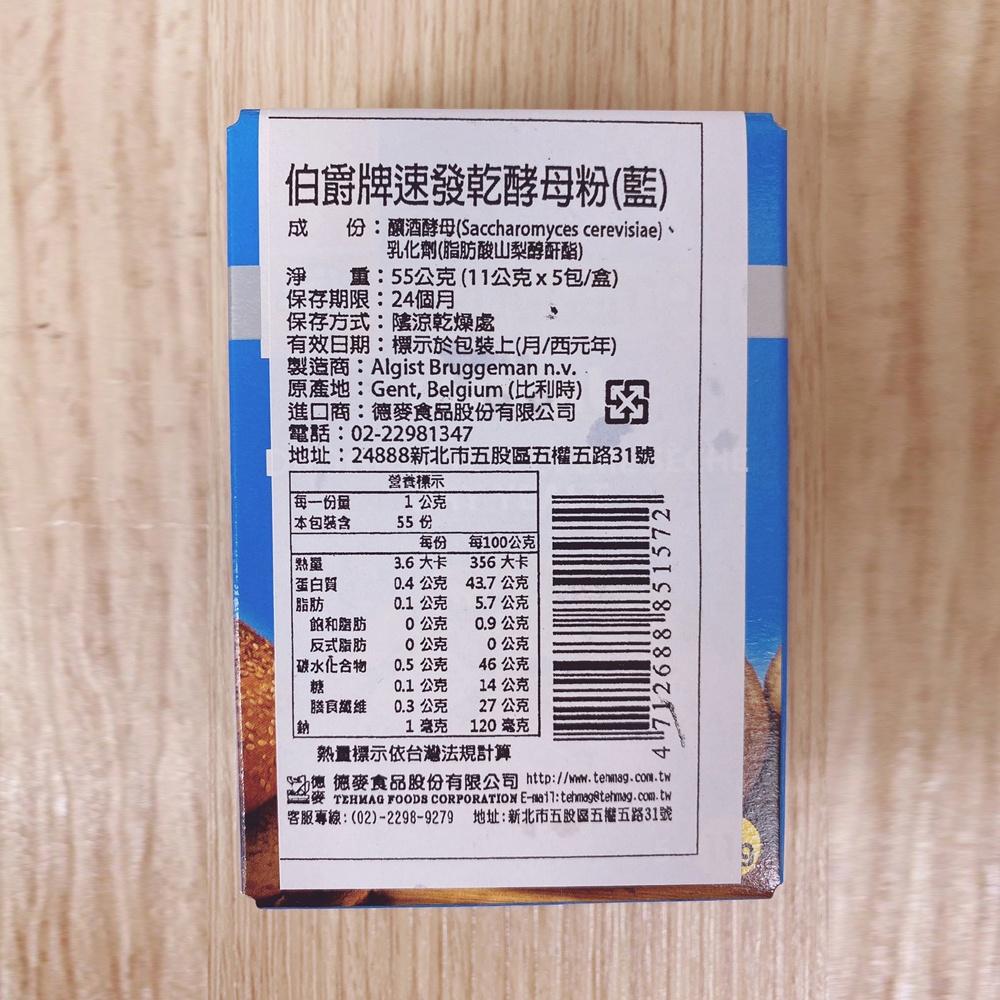 伯爵牌速發乾酵母粉(藍)
成　份：釀酒酵母(Saccharomyces cerevisiae)、
乳化劑(脂肪酸山梨醇酐酯)
淨　重：55公克 (11公克 x 5包/盒)
保存期限：24個月
保存方式：陰涼乾燥處
有效日期：標示於包裝上(月/西元年)
製造商：Algist Bruggeman n.v.
原產地：Gent, Belgium (比利時)
進口商：德麥食品股份有限公司
電話：02-22981347
地址：24888新北市五股區五權五路31號
營養標示
每一份量 1 公克
本包裝含 55 份
每份 每100公克
熱量 3.6 大卡 356 大卡
蛋白質 0.4 公克 43.7 公克
脂肪 0.1 公克 5.7 公克
飽和脂肪 0 公克 0.9 公克
反式脂肪 0 公克 0 公克
碳水化合物 0.5 公克 46 公克
糖 0.1 公克 14 公克
膳食纖維 0.3 公克 27 公克
鈉 1 毫克 120 毫克
4 712688 851572
熱量標示依台灣法規計算
德麥 德麥食品股份有限公司 http://www.tehmag.com.tw
TEHMAG FOODS CORPORATION E-mail:tehmag@tehmag.com.tw
客服專線:(02)-2298-9279 地址:新北市五股區五權五路31號